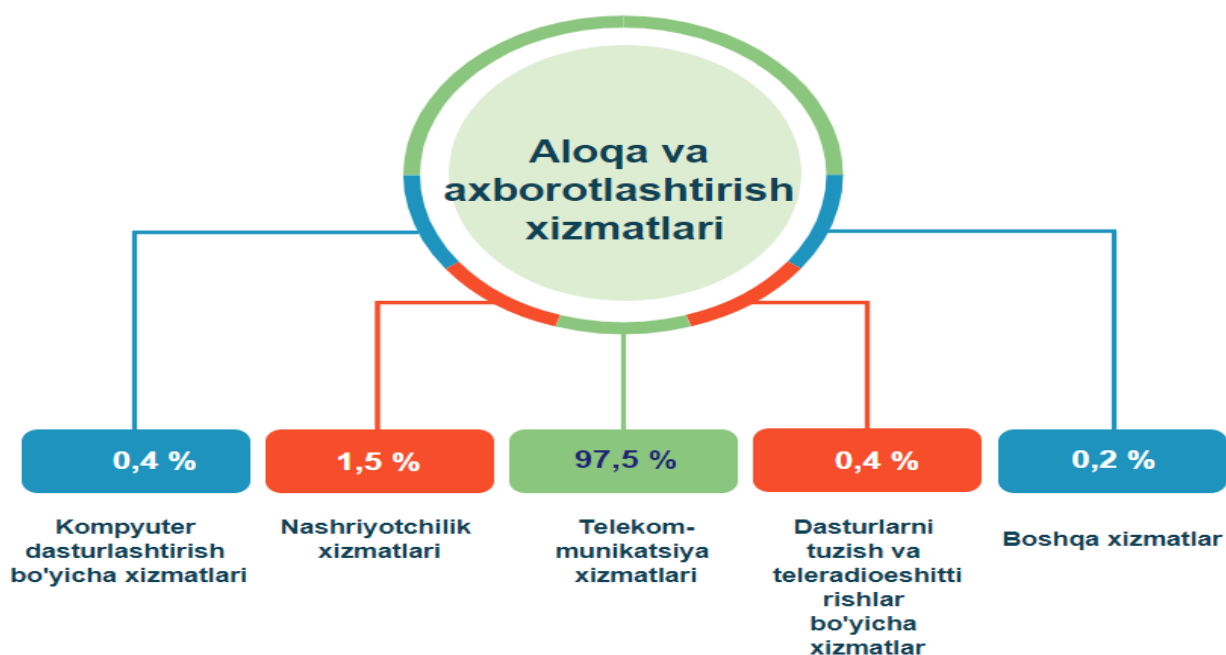 Aloqa va
axborotlashtirish
xizmatlari
0,4 %
1,5 %
97,5 %
0,4 %
0,2 %
Kompyuter
dasturlashtirish
bo'yicha xizmatlari
Nashriyotchilik
xizmatlari
Telekom-
munikatsiya
xizmatlari
Dasturlarni
tuzish va
teleradioeshitti
rishlar
bo'yicha
xizmatlar
Boshqa xizmatlar